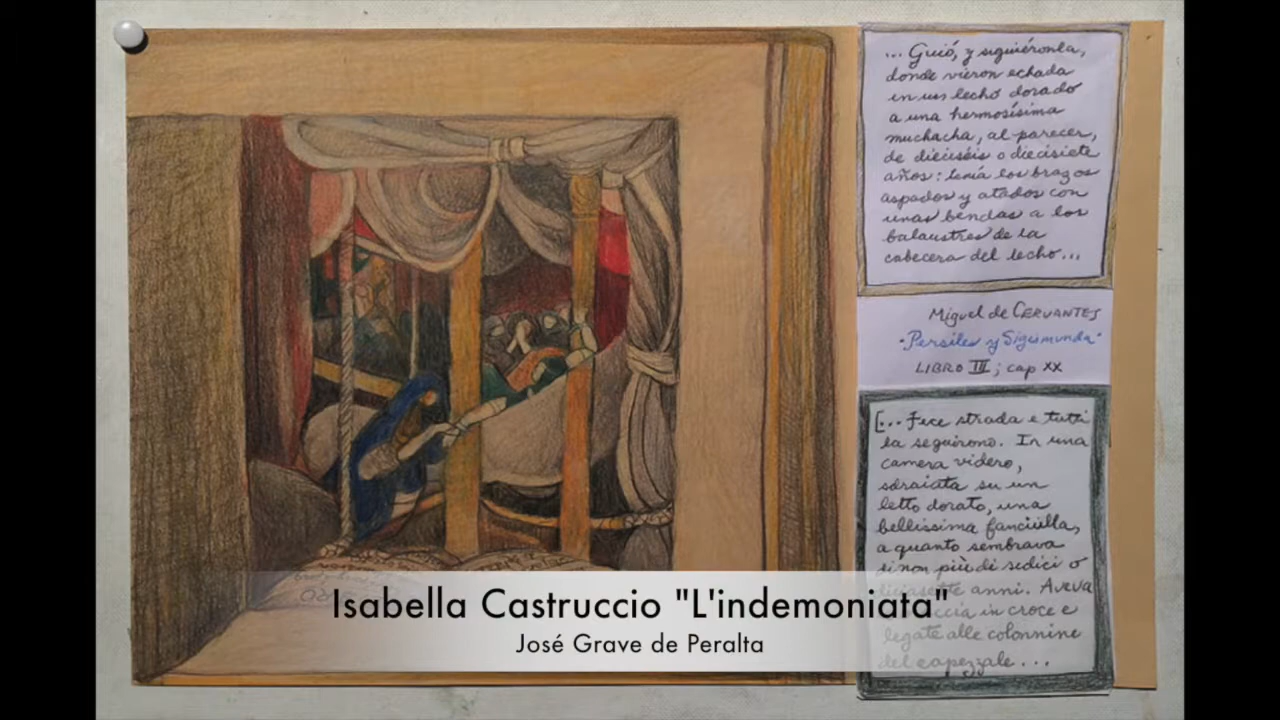 ... Guió, y siguiéronla,
donde vieron echada
en un lecho dorado
a una hermosísima
muchacha, al parecer,
de dieciséis o diecisiete
años: tenía los brazos
aspados y atados con
unas bendas a los
balaustres de la
cabecera del lecho...
Miguel de CERVANTES
"Persiles y Sigismunda"
LIBRO III; cap XX
[... Fece strada e tutti
la seguirono. In una
camera videro,
sdraiata su un
letto dorato, una
bellissima fanciulla,
a quanto sembrava
di non più di sedici o
diciasette anni. Aveva
braccia in croce e
legate alle colonnine
del capezzale...
Isabella Castruccio "L'indemoniata"
José Grave de Peralta